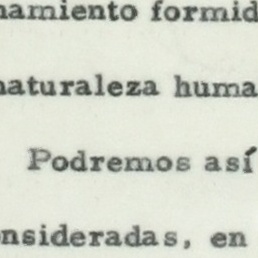 namiento formid
naturaleza huma
Podremos así
nsideradas, en